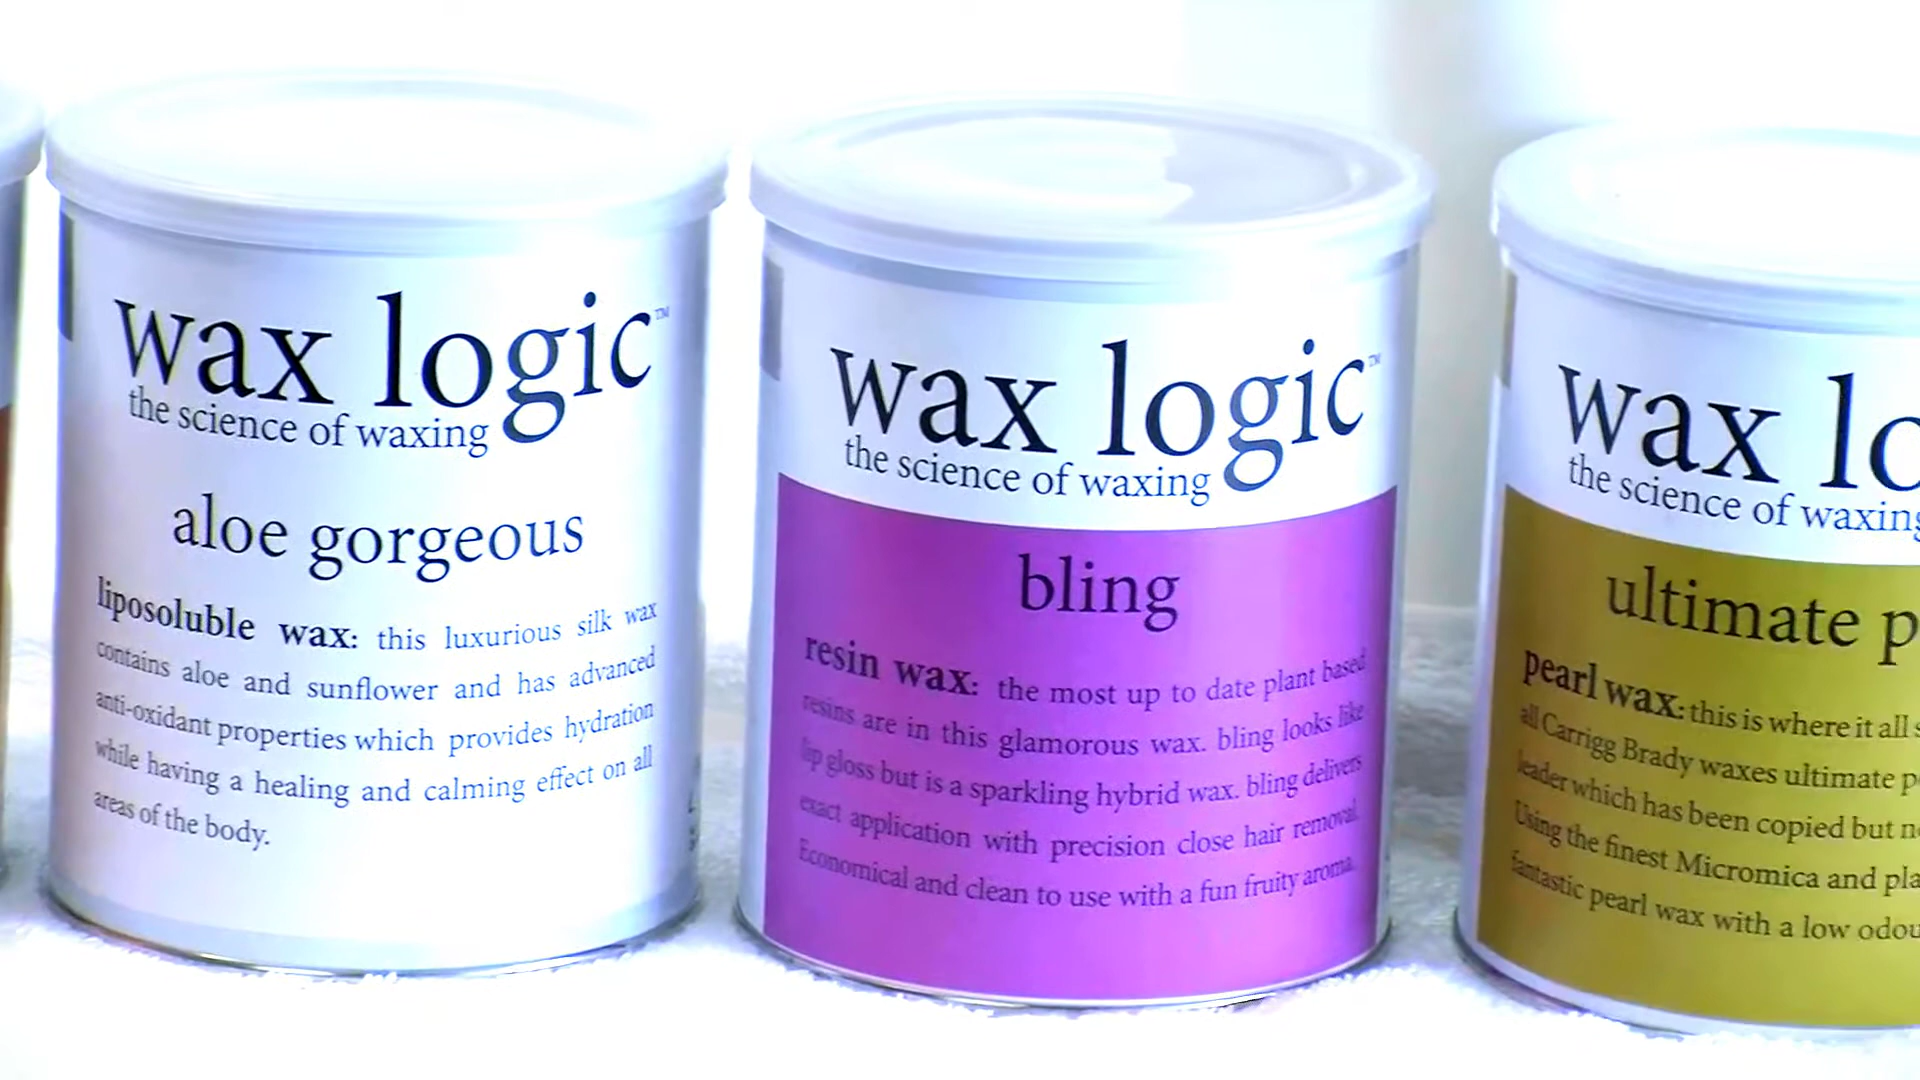 wax logic™
the science of waxing
aloe gorgeous
liposoluble wax: this luxurious silk wax
contains aloe and sunflower and has advanced
anti-oxidant properties which provides hydration
while having a healing and calming effect on all
areas of the body.
wax logic™
the science of waxing
bling
resin wax: the most up to date plant based
resins are in this glamorous wax. bling looks like
lip gloss but is a sparkling hybrid wax. bling delivers
exact application with precision close hair removal.
Economical and clean to use with a fun fruity aroma.
wax lo
the science of waxing
ultimate p
pearl wax: this is where it all s
all Carrigg Brady waxes ultimate p
leader which has been copied but n
Using the finest Micromica and pla
fantastic pearl wax with a low odou